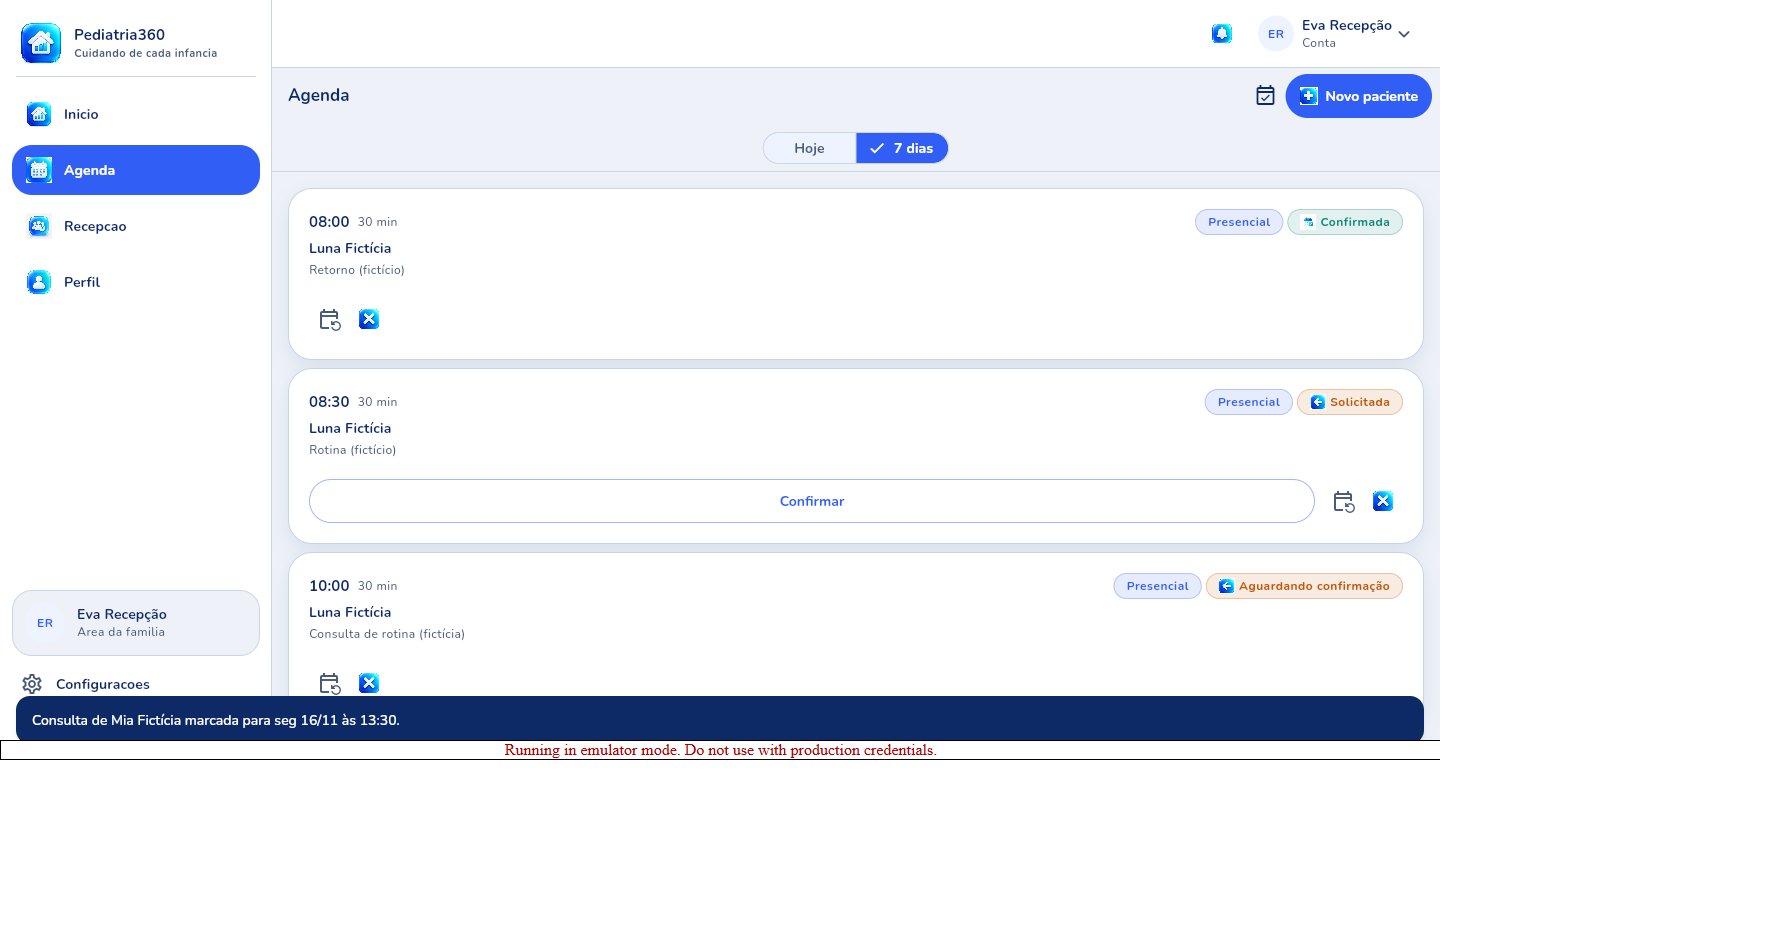 Pediatria360
Cuidando de cada infancia
Inicio
Agenda
Recepcao
Perfil
ER
Eva Recepção
Area da familia
Configuracoes
ER
Eva Recepção
Conta
Agenda
Novo paciente
Hoje
7 dias
08:00 30 min
Presencial
Confirmada
Luna Fictícia
Retorno (fictício)
08:30 30 min
Presencial
Solicitada
Luna Fictícia
Rotina (fictício)
Confirmar
10:00 30 min
Presencial
Aguardando confirmação
Luna Fictícia
Consulta de rotina (fictícia)
Consulta de Mia Fictícia marcada para seg 16/11 às 13:30.
Running in emulator mode. Do not use with production credentials.